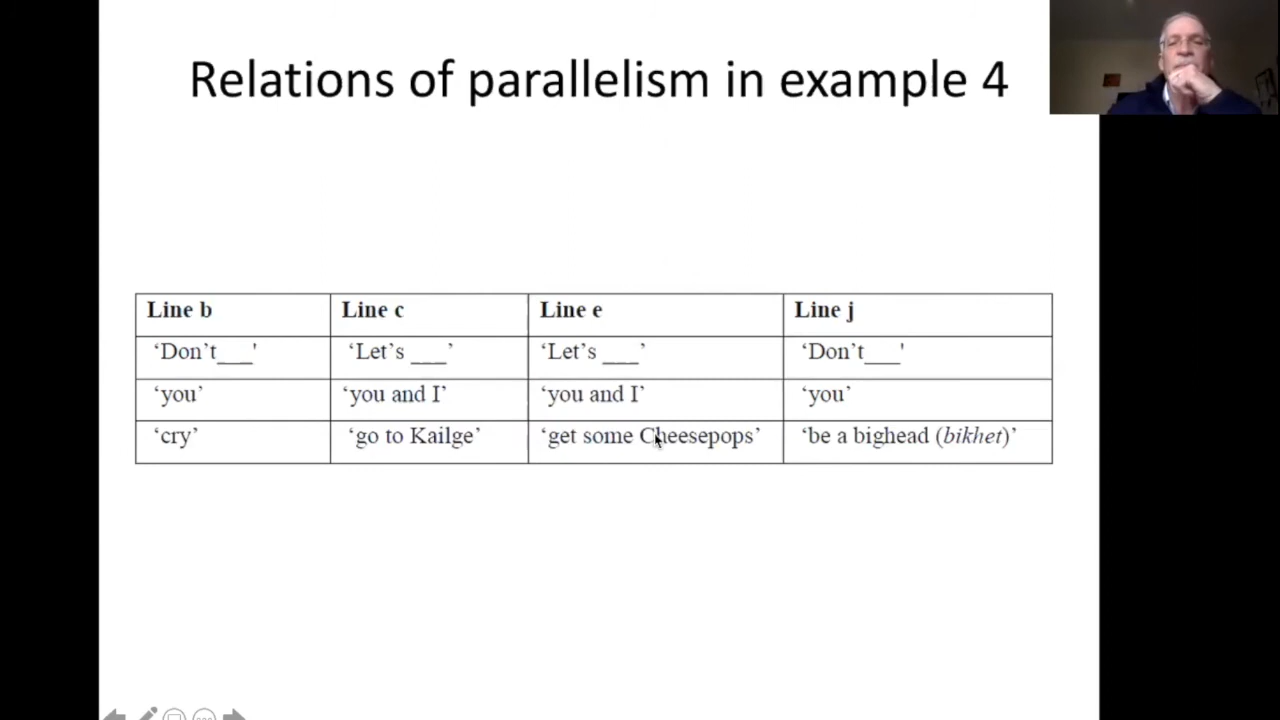 Relations of parallelism in example 4
Line b Line c Line e Line j
‘Don’t___' ‘Let’s ___’ ‘Let’s ___’ ‘Don’t___'
‘you’ ‘you and I’ ‘you and I’ ‘you’
‘cry’ ‘go to Kailge’ ‘get some Cheesepops’ ‘be a bighead (bikhet)’